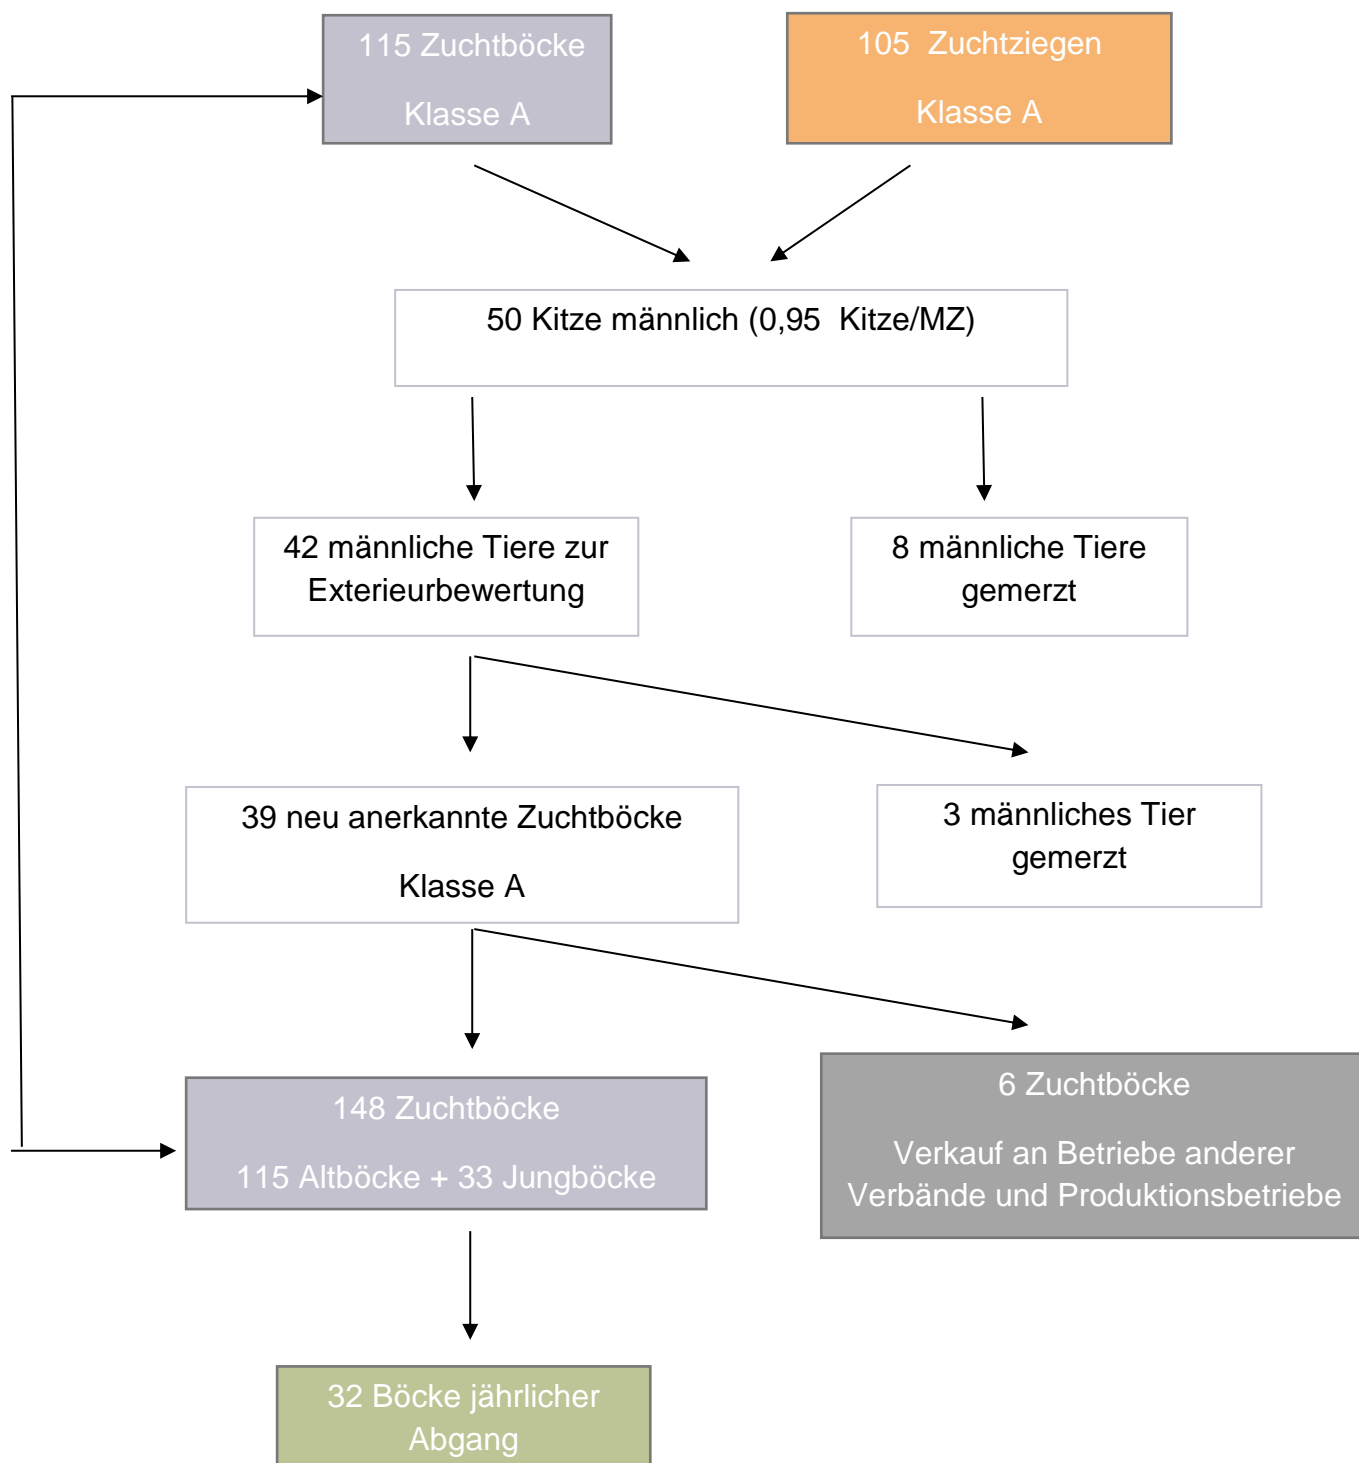 115 Zuchtböcke
Klasse A
105 Zuchtziegen
Klasse A
50 Kitze männlich (0,95 Kitze/MZ)
42 männliche Tiere zur
Exterieurbewertung
8 männliche Tiere
gemerzt
39 neu anerkannte Zuchtböcke
Klasse A
3 männliches Tier
gemerzt
148 Zuchtböcke
115 Altböcke + 33 Jungböcke
6 Zuchtböcke
Verkauf an Betriebe anderer
Verbände und Produktionsbetriebe
32 Böcke jährlicher
Abgang